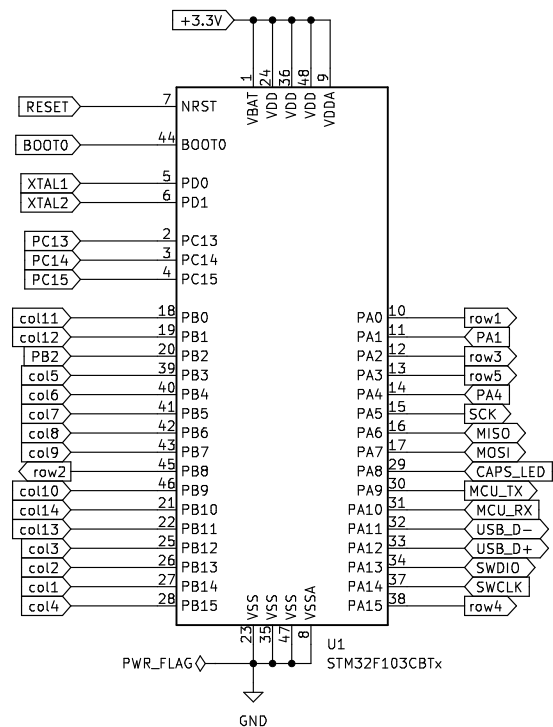 +3.3V
1 24 36 48 9
VBAT VDD VDD VDD VDDA
RESET 7 NRST
BOOT0 44 BOOT0
XTAL1 5 PD0
XTAL2 6 PD1
PC13 2 PC13
PC14 3 PC14
PC15 4 PC15
col11 18 PB0 PA0 10 row1
col12 19 PB1 PA1 11 PA1
PB2 20 PB2 PA2 12 row3
col5 39 PB3 PA3 13 row5
col6 40 PB4 PA4 14 PA4
col7 41 PB5 PA5 15 SCK
col8 42 PB6 PA6 16 MISO
col9 43 PB7 PA7 17 MOSI
row2 45 PB8 PA8 29 CAPS_LED
col10 46 PB9 PA9 30 MCU_TX
col14 21 PB10 PA10 31 MCU_RX
col13 22 PB11 PA11 32 USB_D-
col3 25 PB12 PA12 33 USB_D+
col2 26 PB13 PA13 34 SWDIO
col1 27 PB14 PA14 37 SWCLK
col4 28 PB15 PA15 38 row4
VSS VSS VSS VSSA
23 35 47 8
U1
PWR_FLAG STM32F103CBTx
GND